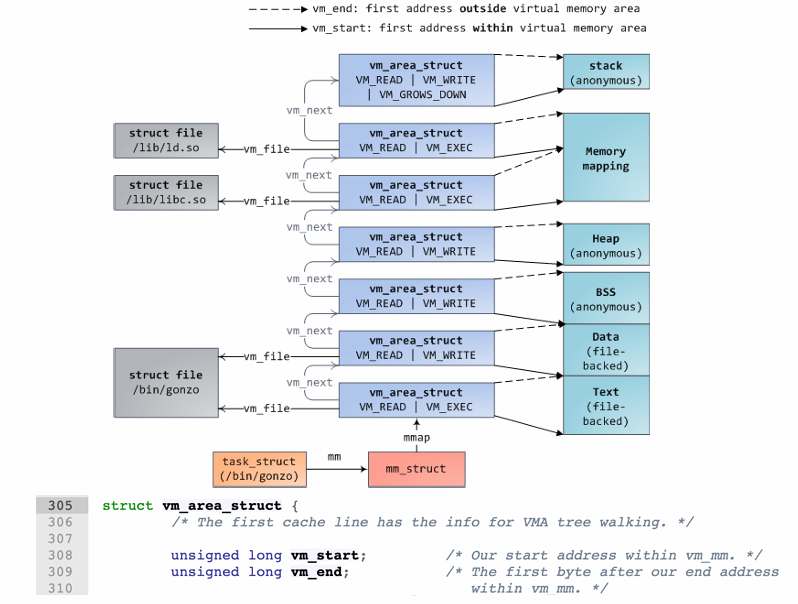 vm_end: first address outside virtual memory area
vm_start: first address within virtual memory area
vm_area_struct
VM_READ | VM_WRITE
| VM_GROWS_DOWN
stack
(anonymous)
vm_next
struct file
/lib/ld.so
vm_file
vm_area_struct
VM_READ | VM_EXEC
Memory
mapping
vm_next
struct file
/lib/libc.so
vm_file
vm_area_struct
VM_READ | VM_EXEC
vm_next
vm_area_struct
VM_READ | VM_WRITE
Heap
(anonymous)
vm_next
vm_area_struct
VM_READ | VM_WRITE
BSS
(anonymous)
vm_next
vm_area_struct
VM_READ | VM_WRITE
Data
(file-
backed)
vm_file
struct file
/bin/gonzo
vm_next
vm_area_struct
VM_READ | VM_EXEC
Text
(file-
backed)
vm_file
mmap
task_struct
(/bin/gonzo)
mm
mm_struct
305 struct vm_area_struct {
306 /* The first cache line has the info for VMA tree walking. */
307
308 unsigned long vm_start; /* Our start address within vm_mm. */
309 unsigned long vm_end; /* The first byte after our end address
310 within vm_mm. */